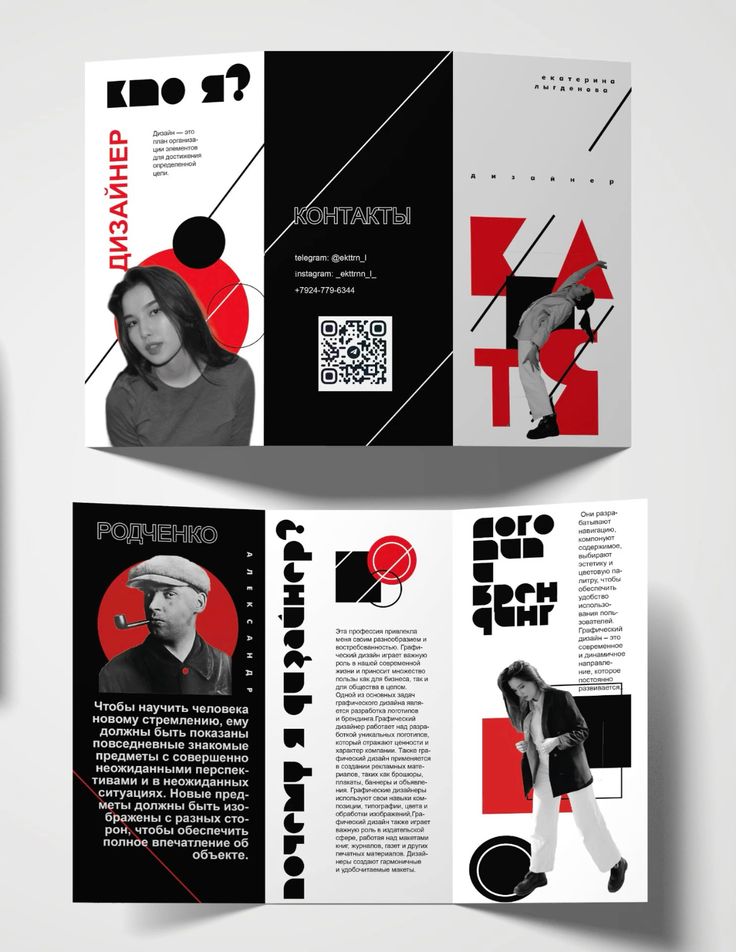 кто я?
ДИЗАЙНЕР
Дизайн — это
план организа-
ции элементов
для достижения
определенной
цели.
КОНТАКТЫ
telegram: @ekttrn_l
instagram: _ekttrnn_l_
+7924-779-6344
екатерина
лыгденова
дизайнер
КАТЯ
РОДЧЕНКО
АЛЕКСАНДР
Чтобы научить человека
новому стремлению, ему
должны быть показаны
повседневные знакомые
предметы с совершенно
неожиданными перспек-
тивами и в неожиданных
ситуациях. Новые пред-
меты должны быть изо-
бражены с разных сто-
рон, чтобы обеспечить
полное впечатление об
объекте.
почему я дизайнер?
Эта профессия привлекла
меня своим разнообразием и
востребованностью. Графи-
ческий дизайн играет важную
роль в нашей современной
жизни и приносит множество
пользы как для бизнеса, так и
для общества в целом.
Одной из основных задач
графического дизайна явля-
ется разработка логотипов
и брендинга.Графический
дизайнер работает над разра-
боткой уникальных логотипов,
который отражают ценности и
характер компании. Также гра-
фический дизайн применяется
в создании рекламных мате-
риалов, таких как брошюры,
плакаты, баннеры и объявле-
ния. Графические дизайнеры
используют свои навыки ком-
позиции, типографии, цвета и
обработки изображений,Гра-
фический дизайн также играет
важную роль в издательской
сфере, работая над макетами
книг, журналов, газет и других
печатных материалов. Дизай-
неры создают гармоничные
и удобочитаемые макеты.
лого
тип
и
брен
динг
Они разра-
батывают
навигацию,
компонуют
содержимое,
выбирают
эстетику и
цветовую па-
литру, чтобы
обеспечить
удобство
использо-
вания поль-
зователей.
Графический
дизайн – это
современное
и динамичное
направле-
ние, которое
постоянно
развивается.